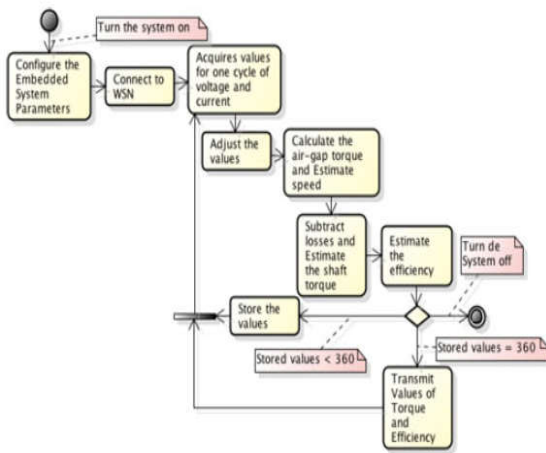 Turn the system on
Configure the
Embedded
System
Parameters
Connect to
WSN
Acquires values
for one cycle of
voltage and
current
Adjust the
values
Calculate the
air-gap torque
and Estimate
speed
Subtract
losses and
Estimate
the shaft
torque
Estimate
the
efficiency
Turn de
System off
Store the
values
Stored values < 360
Stored values = 360
Transmit
Values of
Torque
and
Efficiency